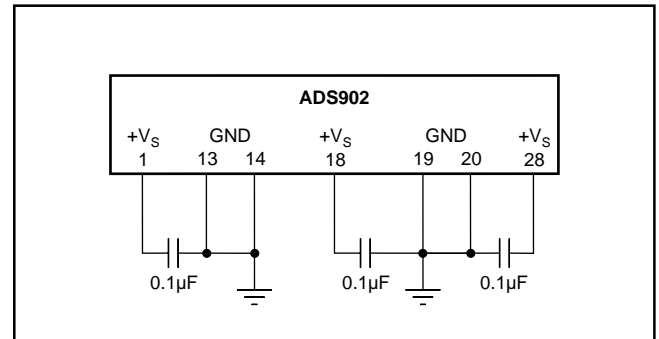 ADS902
+VS GND +VS GND +VS
1 13 14 18 19 20 28
0.1µF 0.1µF 0.1µF